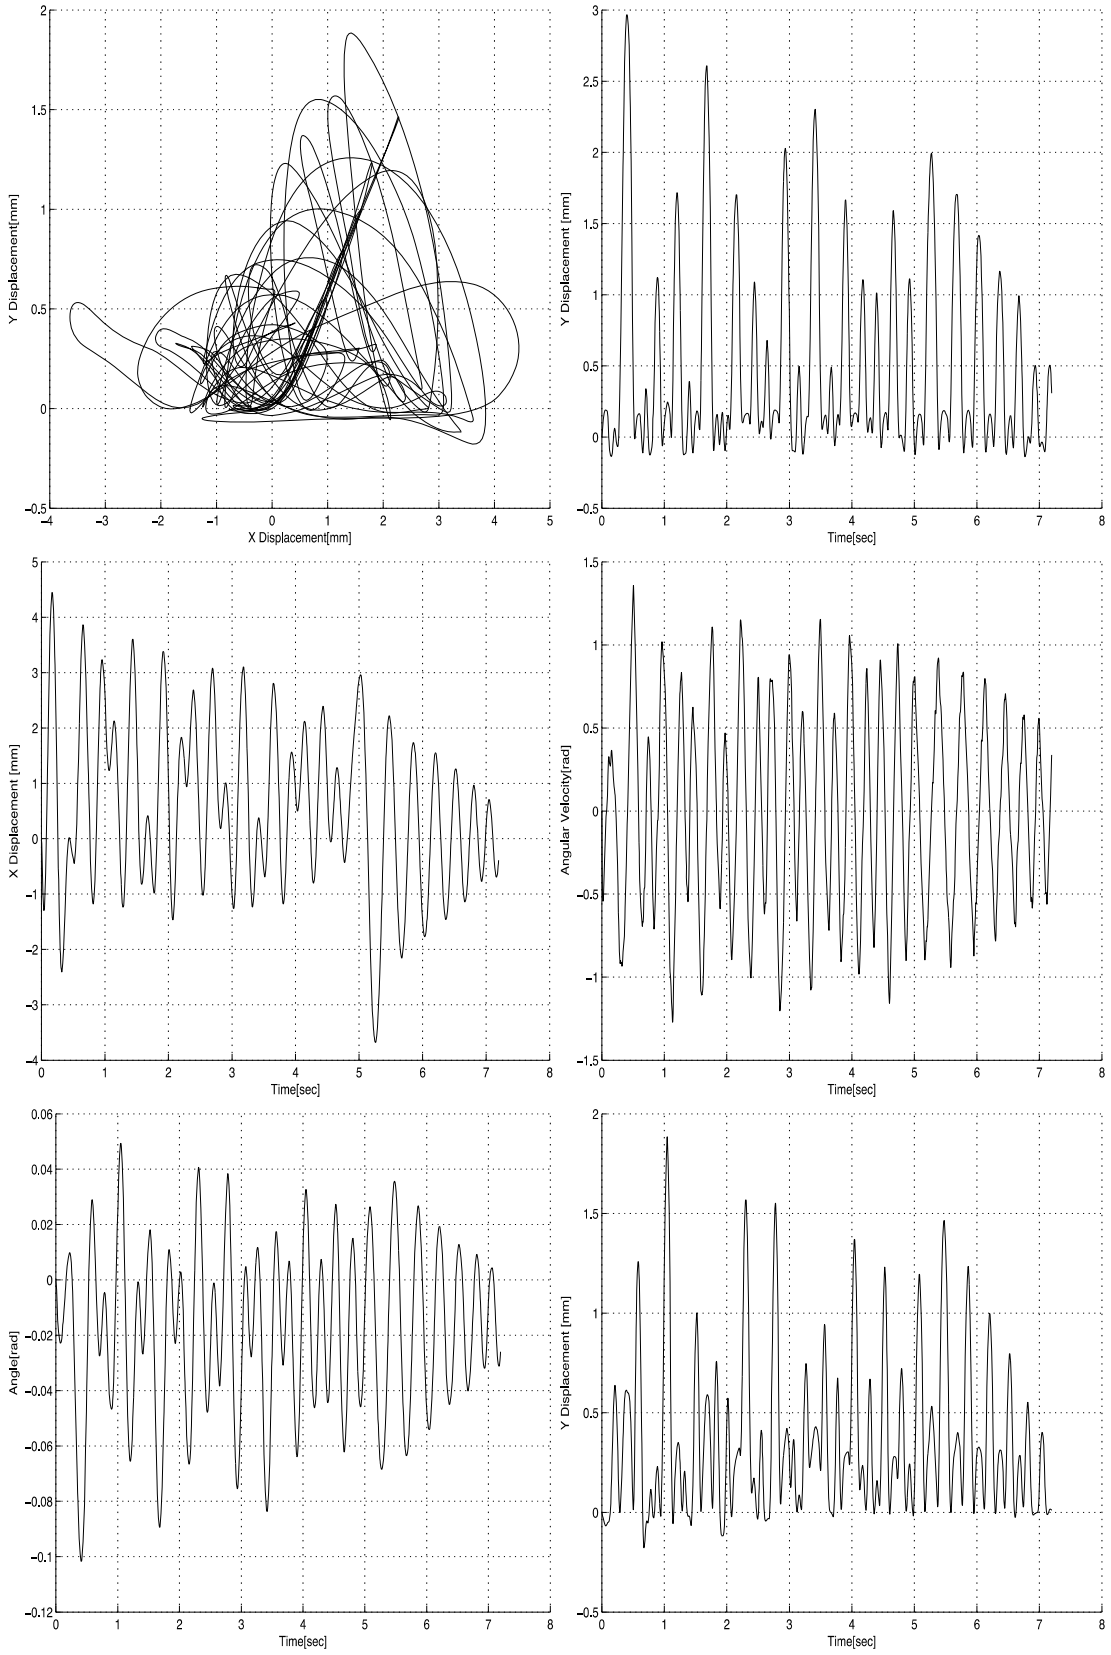 2
1.5
1
0.5
0
−0.5
−4 −3 −2 −1 0 1 2 3 4 5
X Displacement[mm]
Y Displacement[mm]
3
2.5
2
1.5
1
0.5
0
−0.5
0 1 2 3 4 5 6 7 8
Time[sec]
Y Displacement [mm]
5
4
3
2
1
0
−1
−2
−3
−4
0 1 2 3 4 5 6 7 8
Time[sec]
X Displacement [mm]
1.5
1
0.5
0
−0.5
−1
−1.5
0 1 2 3 4 5 6 7 8
Time[sec]
Angular Velocity[rad]
0.06
0.04
0.02
0
−0.02
−0.04
−0.06
−0.08
−0.1
−0.12
0 1 2 3 4 5 6 7 8
Time[sec]
Angle[rad]
2
1.5
1
0.5
0
−0.5
0 1 2 3 4 5 6 7 8
Time[sec]
Y Displacement [mm]